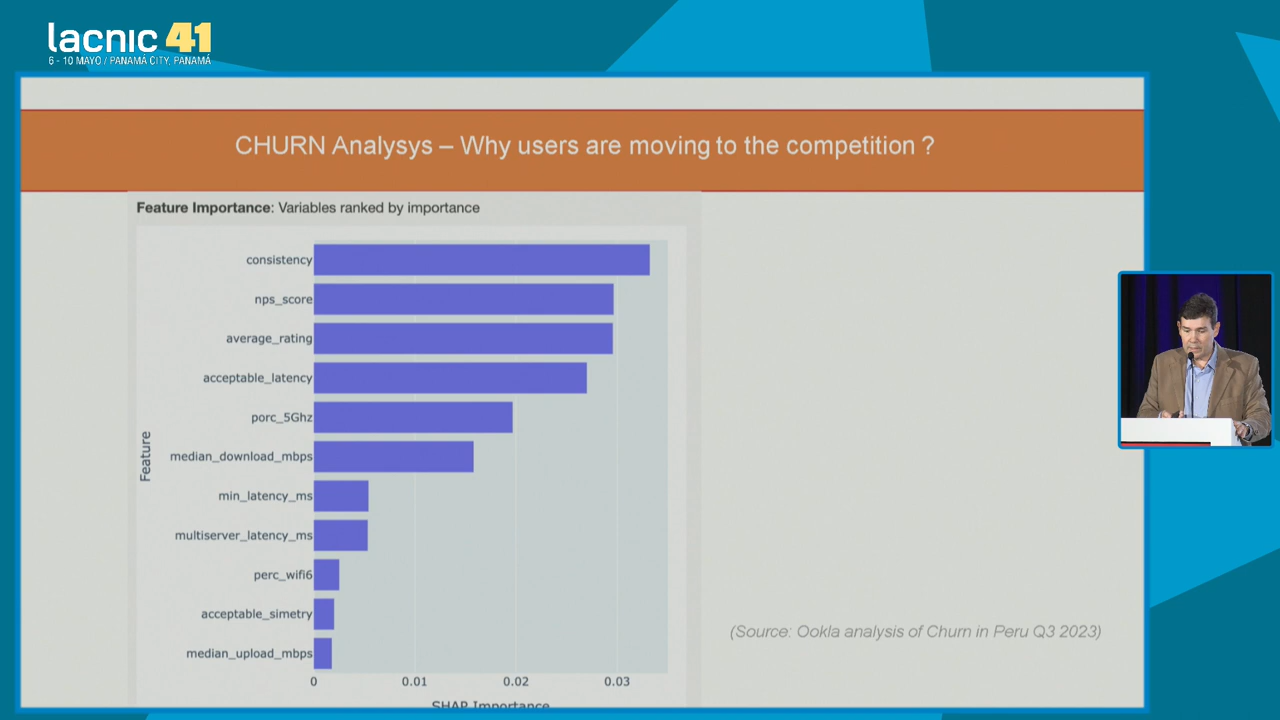 lacnic 41
6 - 10 MAYO / PANAMÁ CITY, PANAMÁ
CHURN Analysys – Why users are moving to the competition ?
Feature Importance: Variables ranked by importance
consistency
nps_score
average_rating
acceptable_latency
porc_5Ghz
Feature
median_download_mbps
min_latency_ms
multiserver_latency_ms
perc_wifi6
acceptable_simetry
(Source: Ookla analysis of Churn in Peru Q3 2023)
median_upload_mbps
0 0.01 0.02 0.03
SHAP Importance